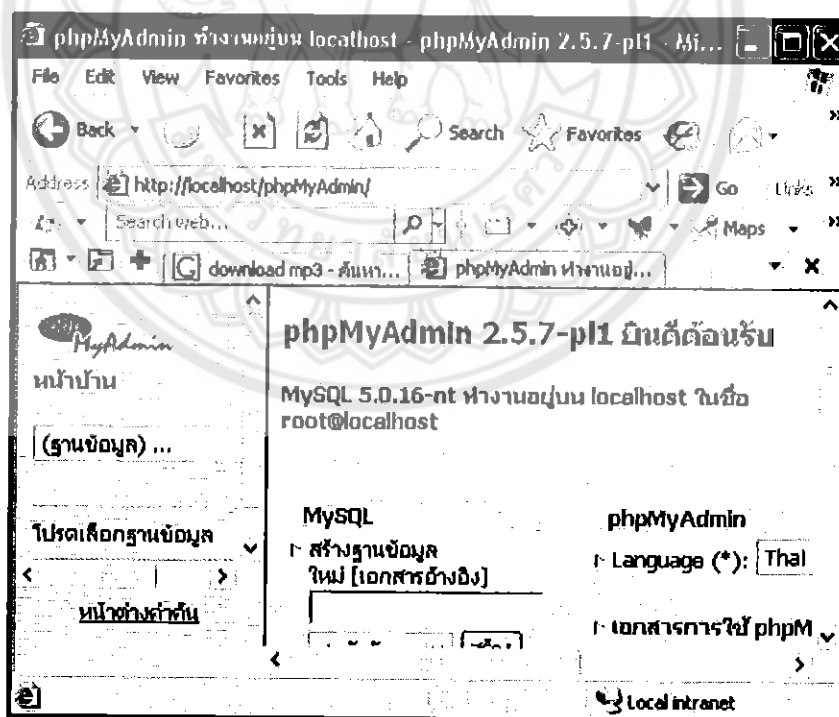 phpMyAdmin ทำงานอยู่บน localhost - phpMyAdmin 2.5.7-pl1 - Mi...
File Edit View Favorites Tools Help
Back Search Favorites
Address http://localhost/phpMyAdmin/ Go Links
Search web... Maps
download mp3 - ค้นหา... phpMyAdmin ทำงานอยู่...
php
MyAdmin
หน้าบ้าน
(ฐานข้อมูล) ...
โปรดเลือกฐานข้อมูล
หน้าต่างคำค้น
phpMyAdmin 2.5.7-pl1 ยินดีต้อนรับ
MySQL 5.0.16-nt ทำงานอยู่บน localhost ในชื่อ
root@localhost
MySQL
สร้างฐานข้อมูล
ใหม่ [เอกสารอ้างอิง]
phpMyAdmin
Language (*): Thai
เอกสารการใช้ phpM
Local intranet